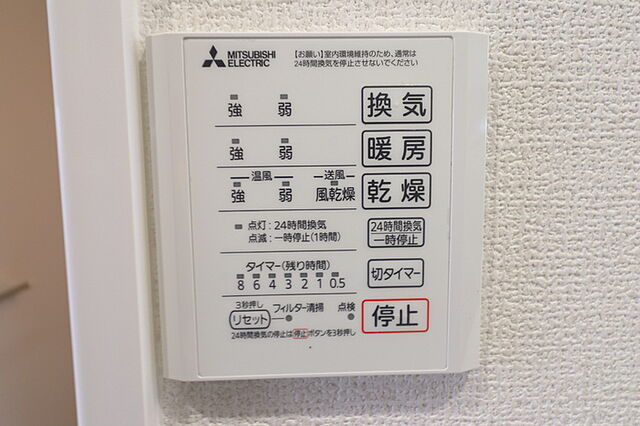 MITSUBISHI
ELECTRIC
【お願い】室内環境維持のため、通常は
24時間換気を停止させないでください
強 弱 換気
強 弱 暖房
温風 送風
強 弱 風乾燥 乾燥
点灯:24時間換気
点滅:一時停止(1時間)
24時間換気
一時停止
タイマー(残り時間)
8 6 4 3 2 1 0.5
切タイマー
3秒押し
リセット フィルター清掃 点検
停止
24時間換気の停止は停止ボタンを3秒押し